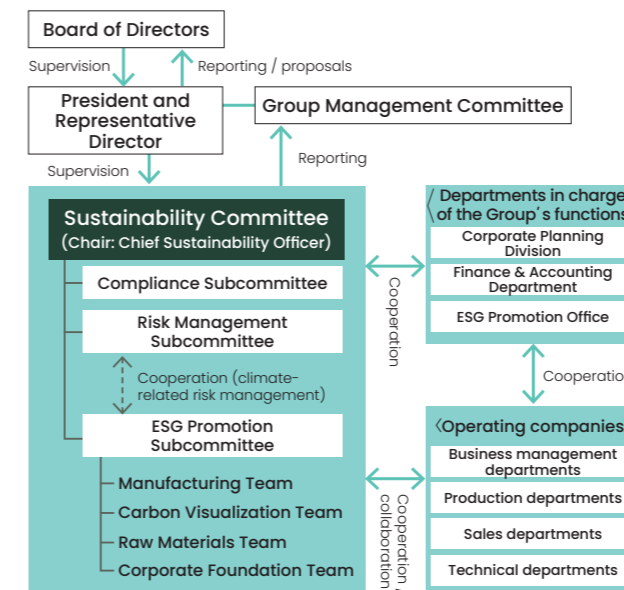 Board of Directors
Supervision
Reporting / proposals
President and
Representative
Director
Group Management Committee
Supervision
Reporting
Sustainability Committee
(Chair: Chief Sustainability Officer)
Compliance Subcommittee
Risk Management
Subcommittee
Cooperation (climate-
related risk management)
ESG Promotion
Subcommittee
Manufacturing Team
Carbon Visualization Team
Raw Materials Team
Corporate Foundation Team
Cooperation
Cooperation /
collaboration
〈Departments in charge
of the Group's functions
Corporate Planning
Division
Finance & Accounting
Department
ESG Promotion Office
Cooperatio
〈Operating companies
Business management
departments
Production departments
Sales departments
Technical departments